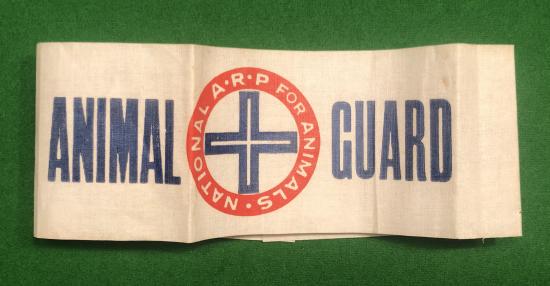 ANIMAL
NATIONAL A·R·P FOR ANIMALS·
GUARD